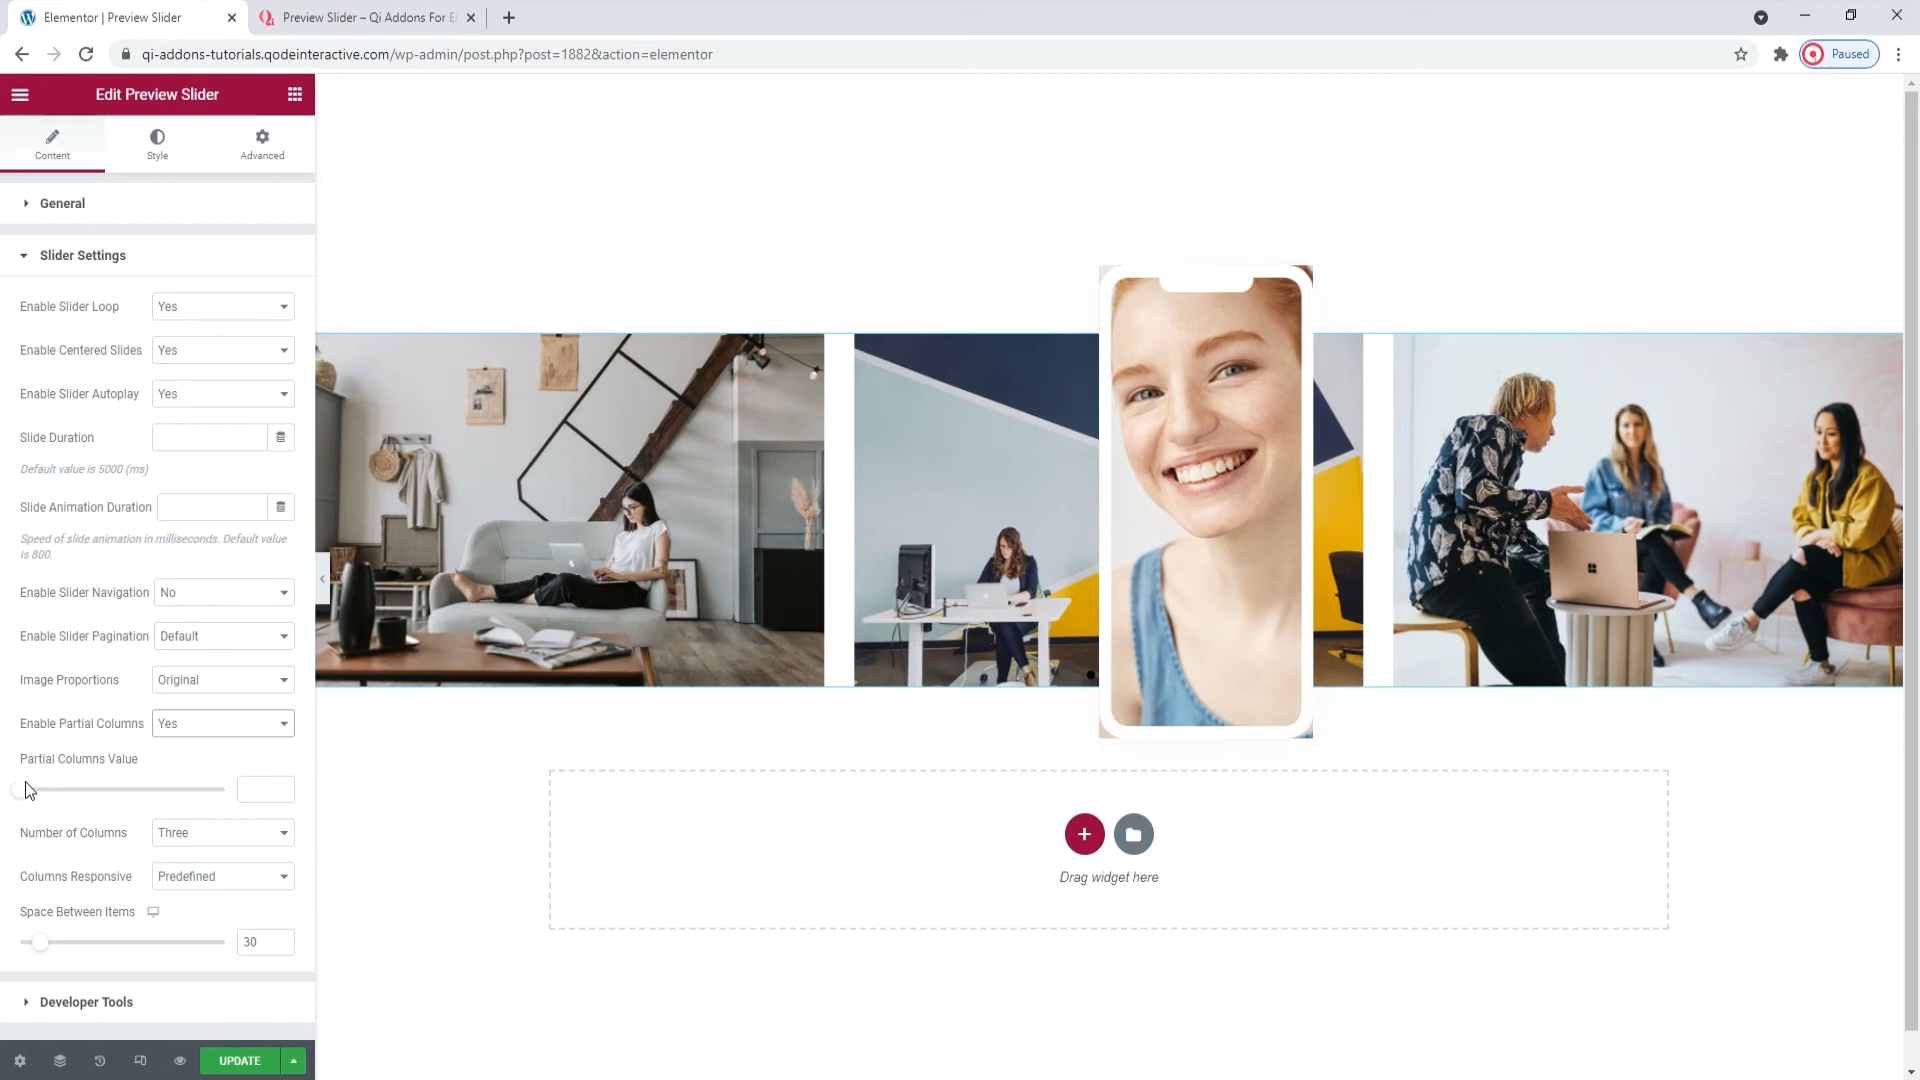 Elementor | Preview Slider
Preview Slider – Qi Addons For El
qi-addons-tutorials.qodeinteractive.com/wp-admin/post.php?post=1882&action=elementor
Paused
Edit Preview Slider
Content
Style
Advanced
General
Slider Settings
Enable Slider Loop Yes
Enable Centered Slides Yes
Enable Slider Autoplay Yes
Slide Duration
Default value is 5000 (ms)
Slide Animation Duration
Speed of slide animation in milliseconds. Default value
is 800.
Enable Slider Navigation No
Enable Slider Pagination Default
Image Proportions Original
Enable Partial Columns Yes
Partial Columns Value
Number of Columns Three
Columns Responsive Predefined
Space Between Items
30
Developer Tools
UPDATE
Drag widget here